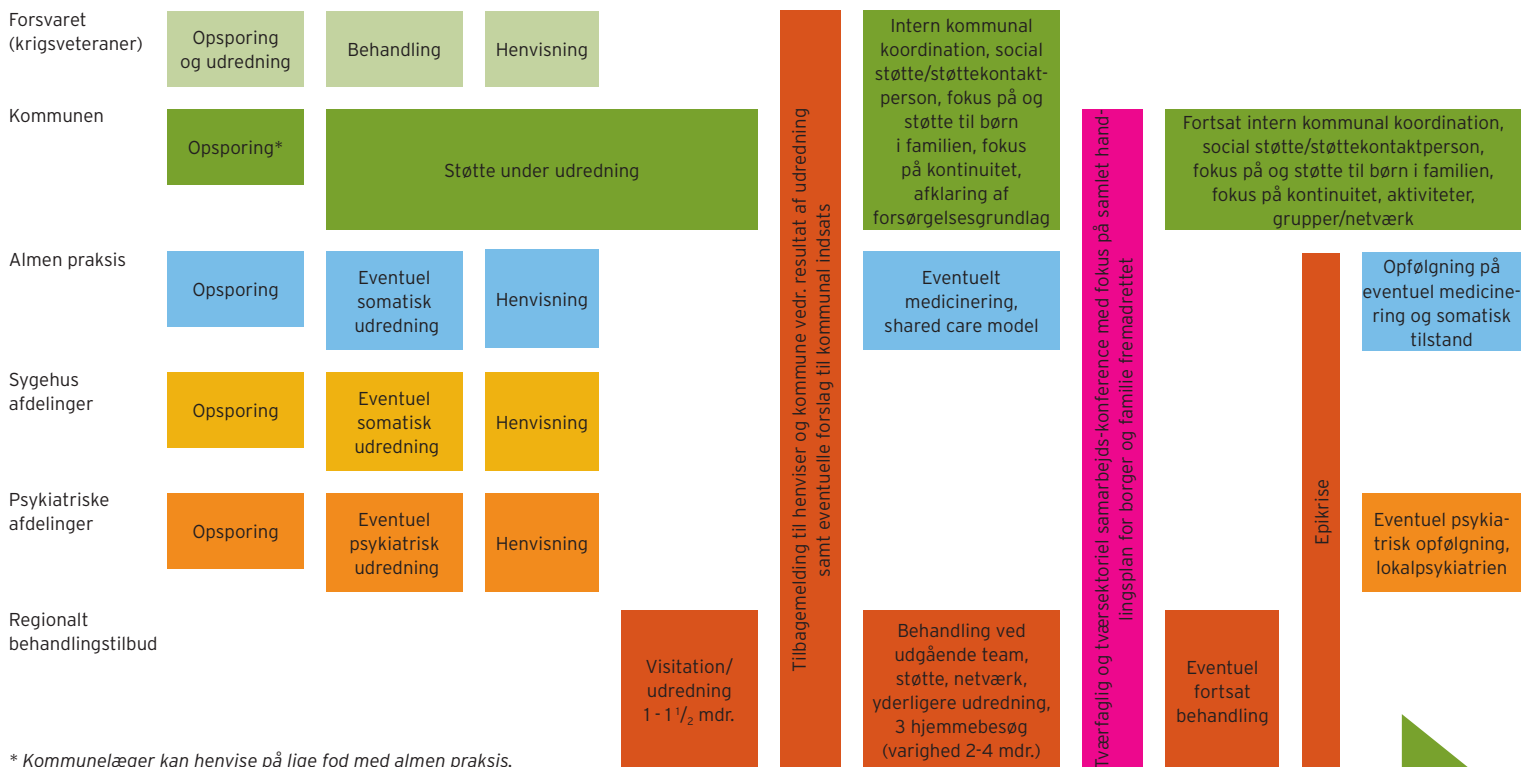 Forsvaret
(krigsveteraner)
Opsporing
og udredning
Behandling
Henvisning
Kommunen
Opsporing*
Støtte under udredning
Almen praksis
Opsporing
Eventuel
somatisk
udredning
Henvisning
Sygehus
afdelinger
Opsporing
Eventuel
somatisk
udredning
Henvisning
Psykiatriske
afdelinger
Opsporing
Eventuel
psykiatrisk
udredning
Henvisning
Regionalt
behandlingstilbud
Visitation/
udredning
1 - 1 1/2 mdr.
Tilbagemelding til henviser og kommune vedr. resultat af udredning
samt eventuelle forslag til kommunal indsats
Intern kommunal
koordination, social
støtte/støttekontakt-
person, fokus på og
støtte til børn
i familien, fokus
på kontinuitet,
afklaring af
forsørgelsesgrundlag
Eventuelt
medicinering,
shared care model
Behandling ved
udgående team,
støtte, netværk,
yderligere udredning,
3 hjemmebesøg
(varighed 2-4 mdr.)
Tværfaglig og tværsektoriel samarbejds-konference med fokus på samlet hand-
lingsplan for borger og familie fremadrettet
Fortsat intern kommunal koordination,
social støtte/støttekontaktperson,
fokus på og støtte til børn i familien,
fokus på kontinuitet, aktiviteter,
grupper/netværk
Eventuel
fortsat
behandling
Epikrise
Opfølgning på
eventuel medicine-
ring og somatisk
tilstand
Eventuel psykia-
trisk opfølgning,
lokalpsykiatrien
* Kommunelæger kan henvise på lige fod med almen praksis.